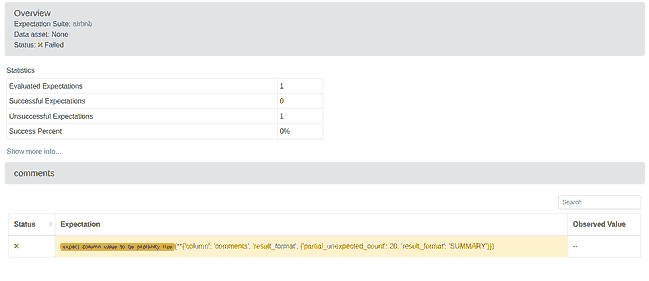 Overview
Expectation Suite: airbnb
Data asset: None
Status: ✕ Failed
Statistics
Evaluated Expectations 1
Successful Expectations 0
Unsuccessful Expectations 1
Success Percent 0%
Show more info...
comments
Search
Status Expectation Observed Value
✕ expect_column_value_to_be (**{'column': 'comments', 'result_format', {'partial_unexpected_count': 20, 'result_format': 'SUMMARY'}}) --